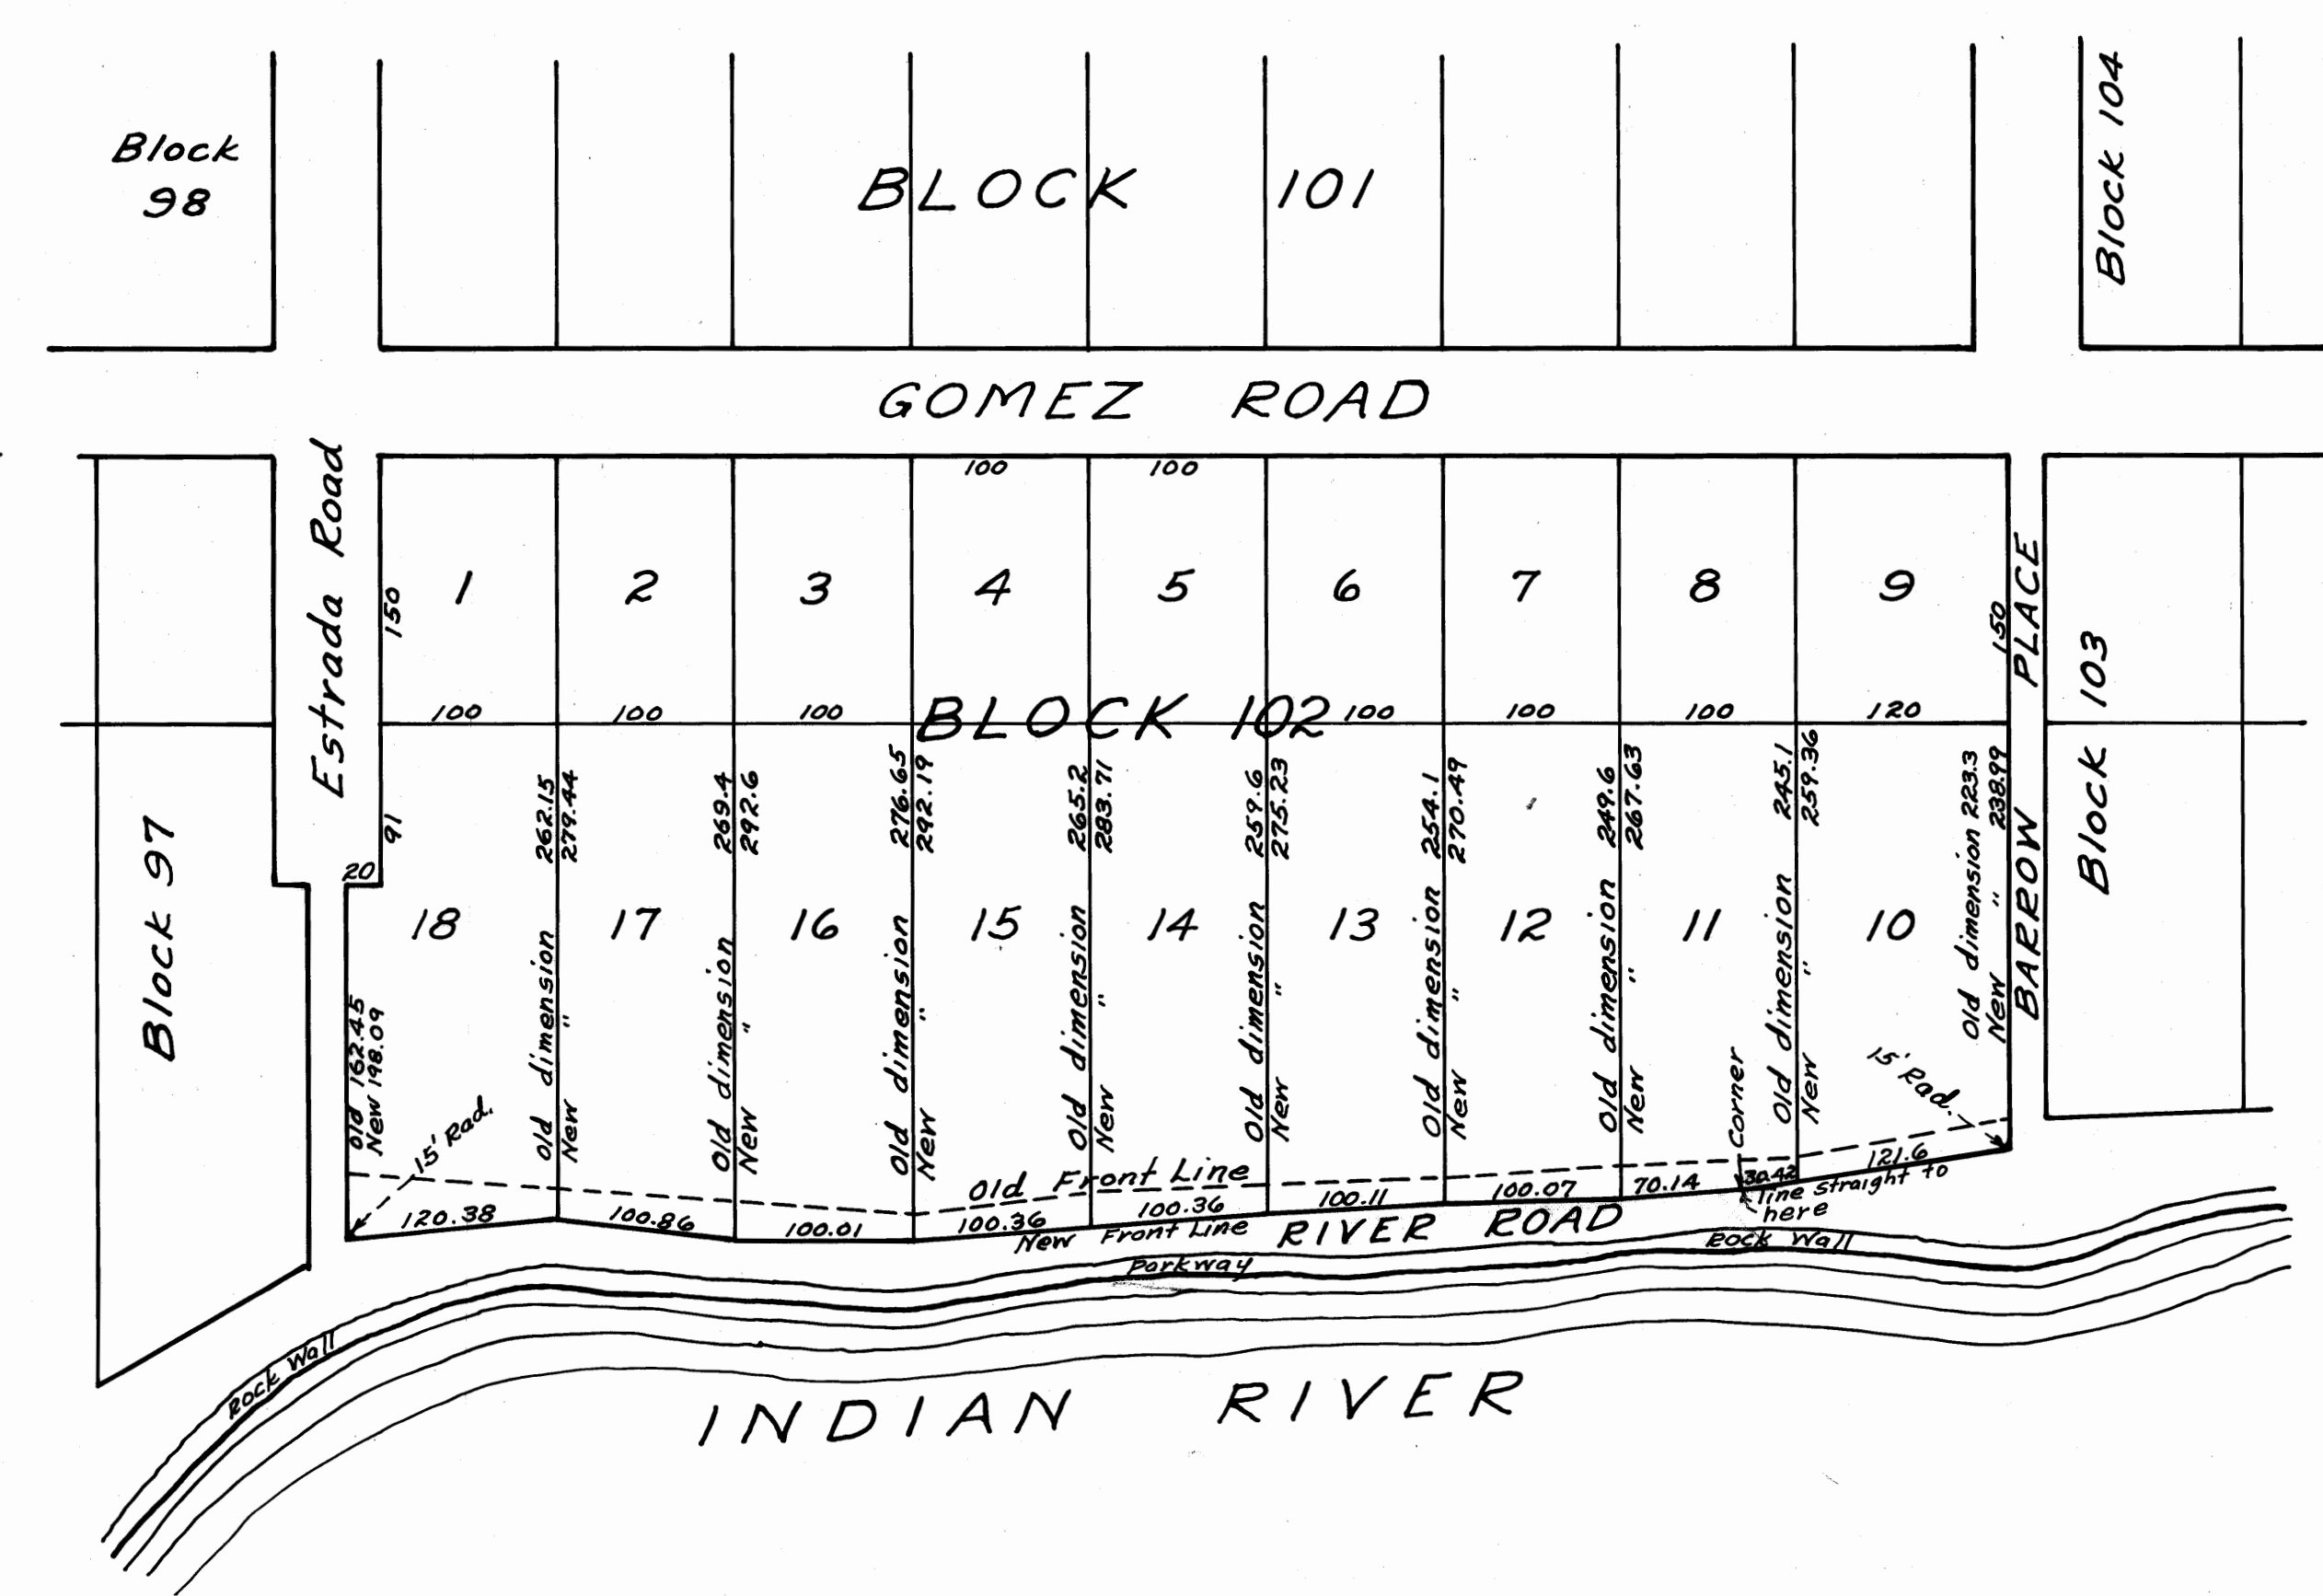 Block
98
BLOCK 101
Block 104
GOMEZ ROAD
Estrada Road
100
100
1
2
3
4
5
6
7
8
9
150
150
BARROW PLACE
Block 103
100
100
100
BLOCK 102
100
100
100
120
91
20
Block 97
18
17
16
15
14
13
12
11
10
Old 162.45
New 198.09
Old dimension 262.15
New " 279.44
Old dimension 269.4
New " 292.6
Old dimension 276.65
New " 292.19
Old dimension 265.2
New " 283.71
Old dimension 259.6
New " 275.23
Old dimension 254.1
New " 270.49
Old dimension 249.6
New " 267.63
Old dimension 245.1
New " 259.36
Old dimension 223.3
New " 238.99
15' Rad.
15' Rad.
Corner
Old Front Line
120.38
100.86
100.01
100.36
100.36
100.11
100.07
70.14
30.42
121.6
line straight to
here
New Front Line
RIVER ROAD
Rock Wall
Parkway
Rock Wall
INDIAN RIVER